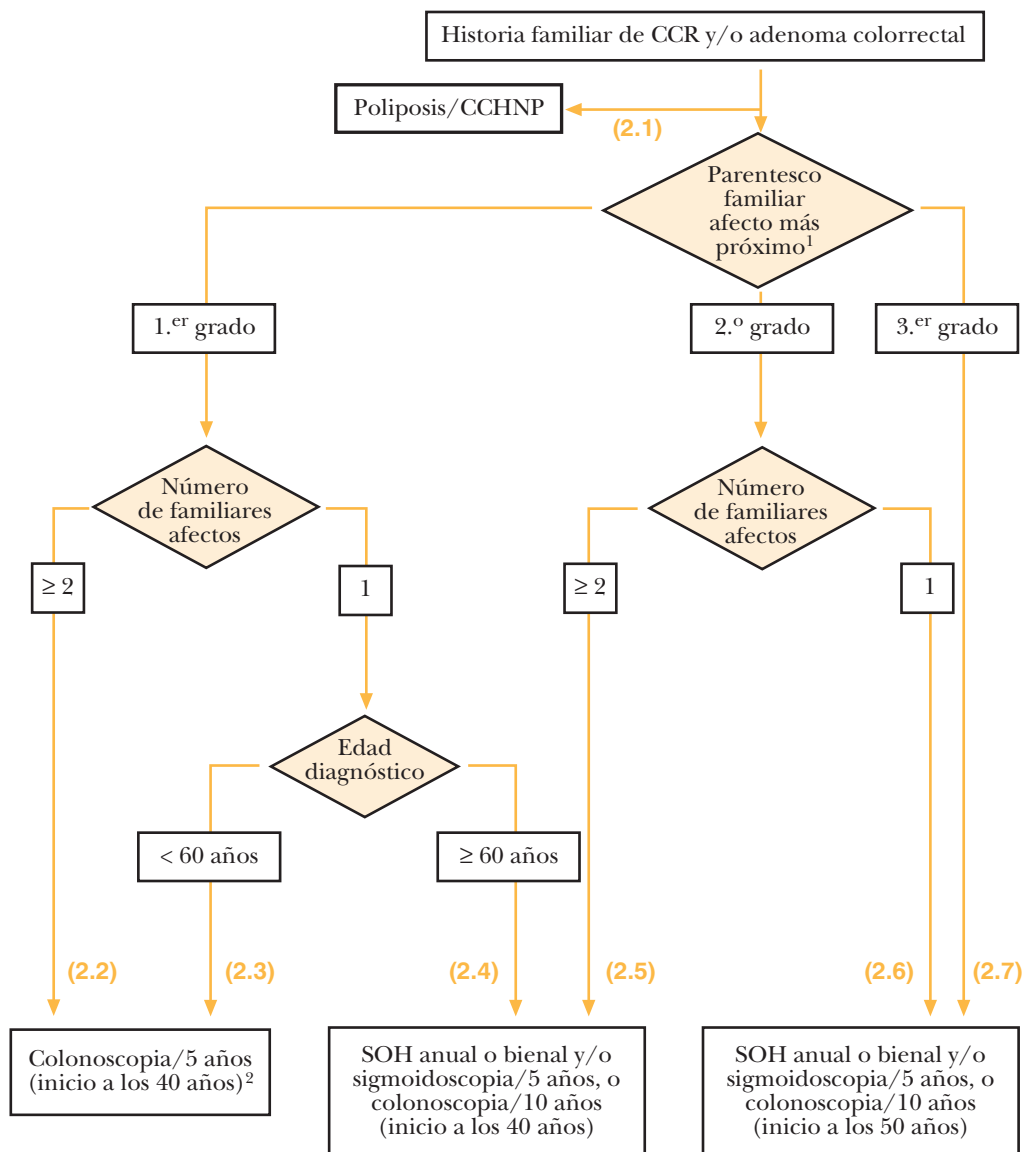 Historia familiar de CCR y/o adenoma colorrectal
Poliposis/CCHNP
(2.1)
Parentesco
familiar
afecto más
próximo¹
1.ᵉʳ grado
2.º grado
3.ᵉʳ grado
Número
de familiares
afectos
Número
de familiares
afectos
≥ 2
1
≥ 2
1
Edad
diagnóstico
< 60 años
≥ 60 años
(2.2)
(2.3)
(2.4)
(2.5)
(2.6)
(2.7)
Colonoscopia/5 años
(inicio a los 40 años)²
SOH anual o bienal y/o
sigmoidoscopia/5 años, o
colonoscopia/10 años
(inicio a los 40 años)
SOH anual o bienal y/o
sigmoidoscopia/5 años, o
colonoscopia/10 años
(inicio a los 50 años)